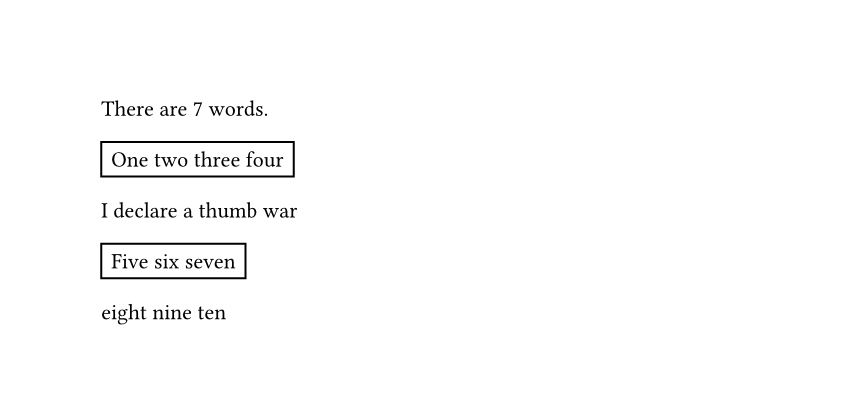 There are 7 words.
One two three four
I declare a thumb war
Five six seven
eight nine ten